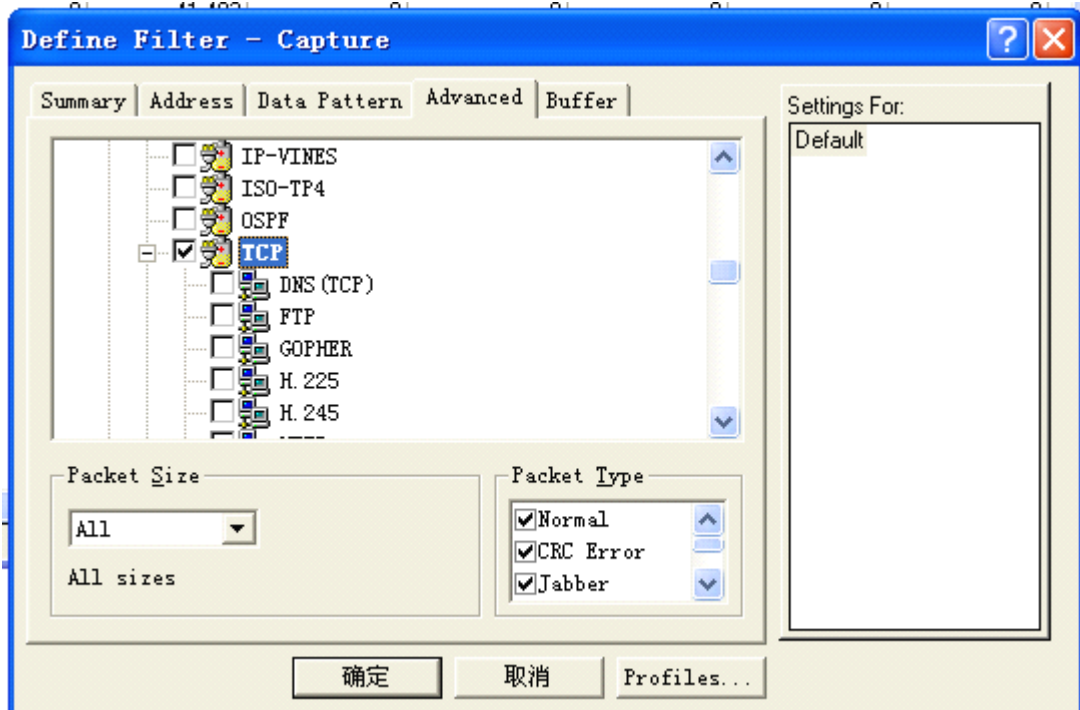 Define Filter - Capture
Summary Address Data Pattern Advanced Buffer
Settings For:
Default
IP-VINES
ISO-TP4
OSPF
TCP
DNS(TCP)
FTP
GOPHER
H.225
H.245
Packet Size
All
All sizes
Packet Type
Normal
CRC Error
Jabber
确定 取消 Profiles...